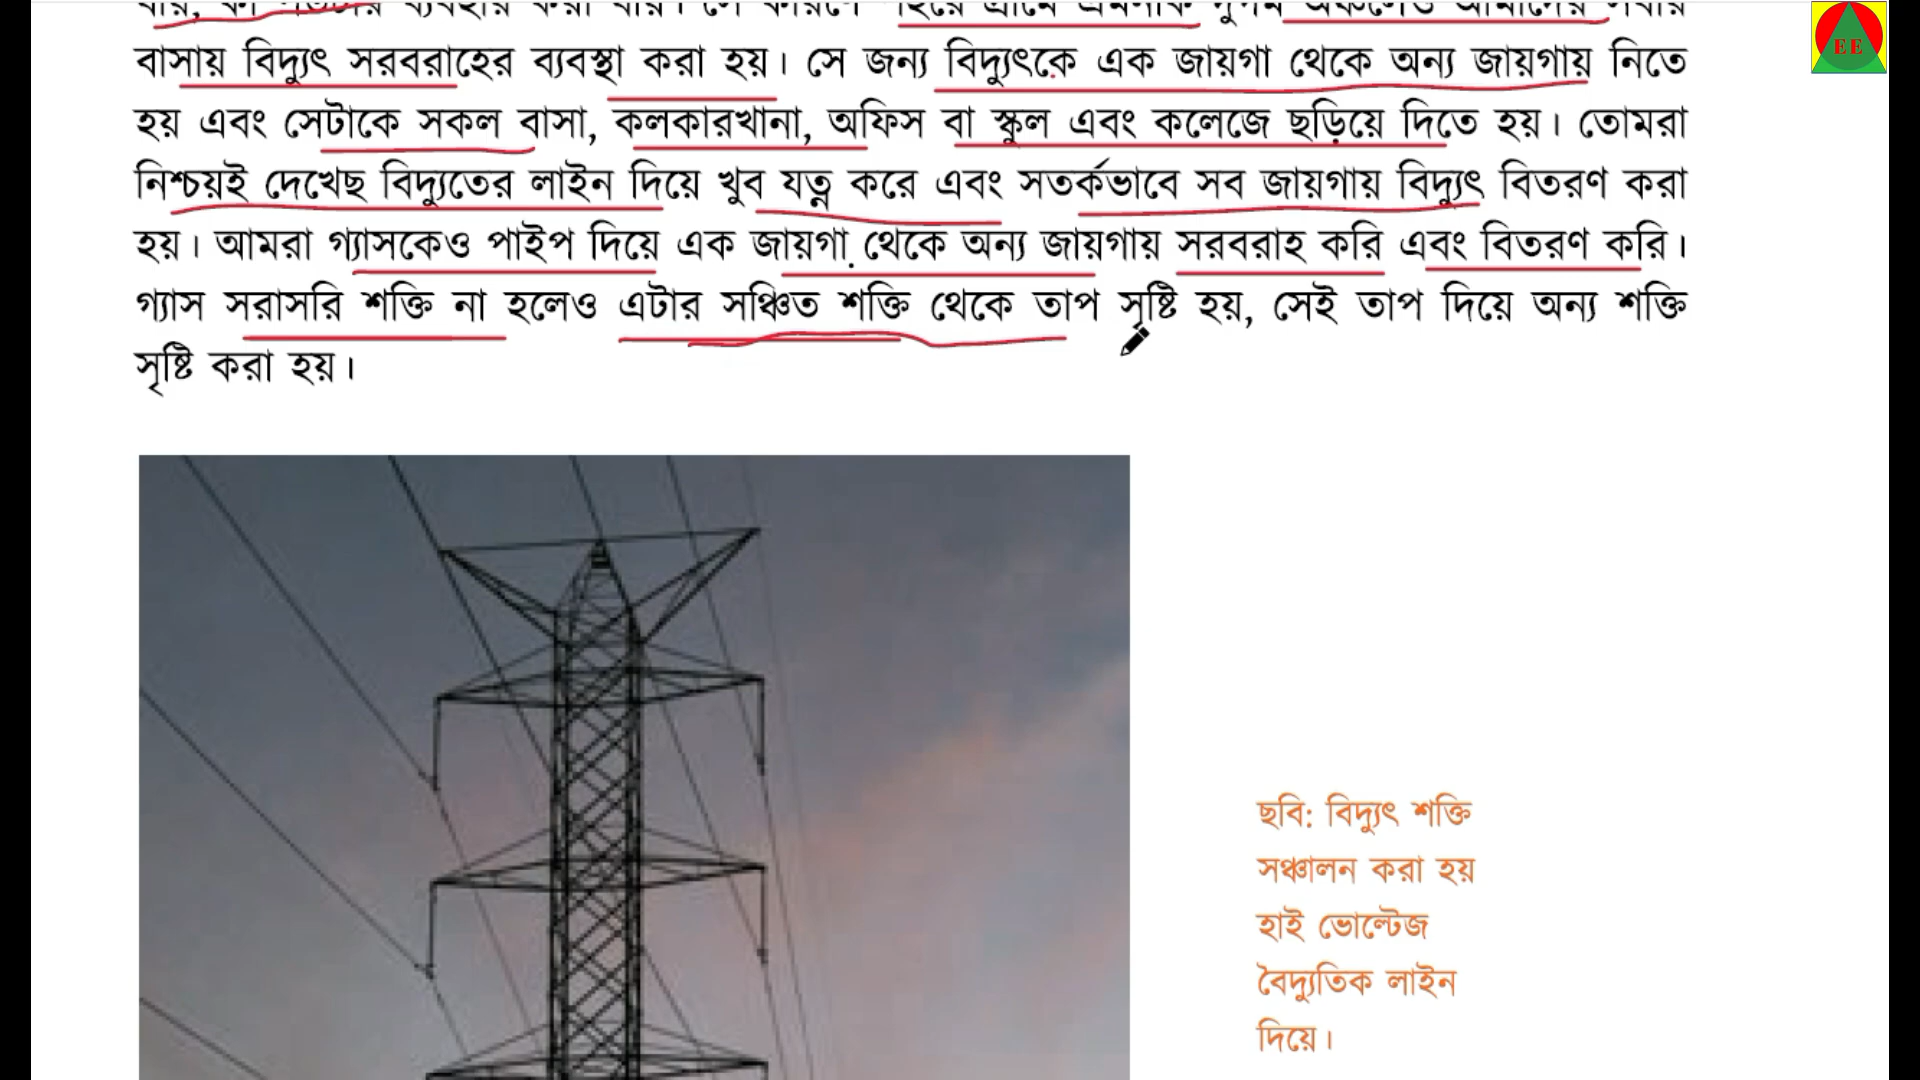 বাসায় বিদ্যুৎ সরবরাহের ব্যবস্থা করা হয়। সে জন্য বিদ্যুৎকে এক জায়গা থেকে অন্য জায়গায় নিতে
হয় এবং সেটাকে সকল বাসা, কলকারখানা, অফিস বা স্কুল এবং কলেজে ছড়িয়ে দিতে হয়। তোমরা
নিশ্চয়ই দেখেছ বিদ্যুতের লাইন দিয়ে খুব যত্ন করে এবং সতর্কভাবে সব জায়গায় বিদ্যুৎ বিতরণ করা
হয়। আমরা গ্যাসকেও পাইপ দিয়ে এক জায়গা থেকে অন্য জায়গায় সরবরাহ করি এবং বিতরণ করি।
গ্যাস সরাসরি শক্তি না হলেও এটার সঞ্চিত শক্তি থেকে তাপ সৃষ্টি হয়, সেই তাপ দিয়ে অন্য শক্তি
সৃষ্টি করা হয়।
ছবি: বিদ্যুৎ শক্তি
সঞ্চালন করা হয়
হাই ভোল্টেজ
বৈদ্যুতিক লাইন
দিয়ে।
EE